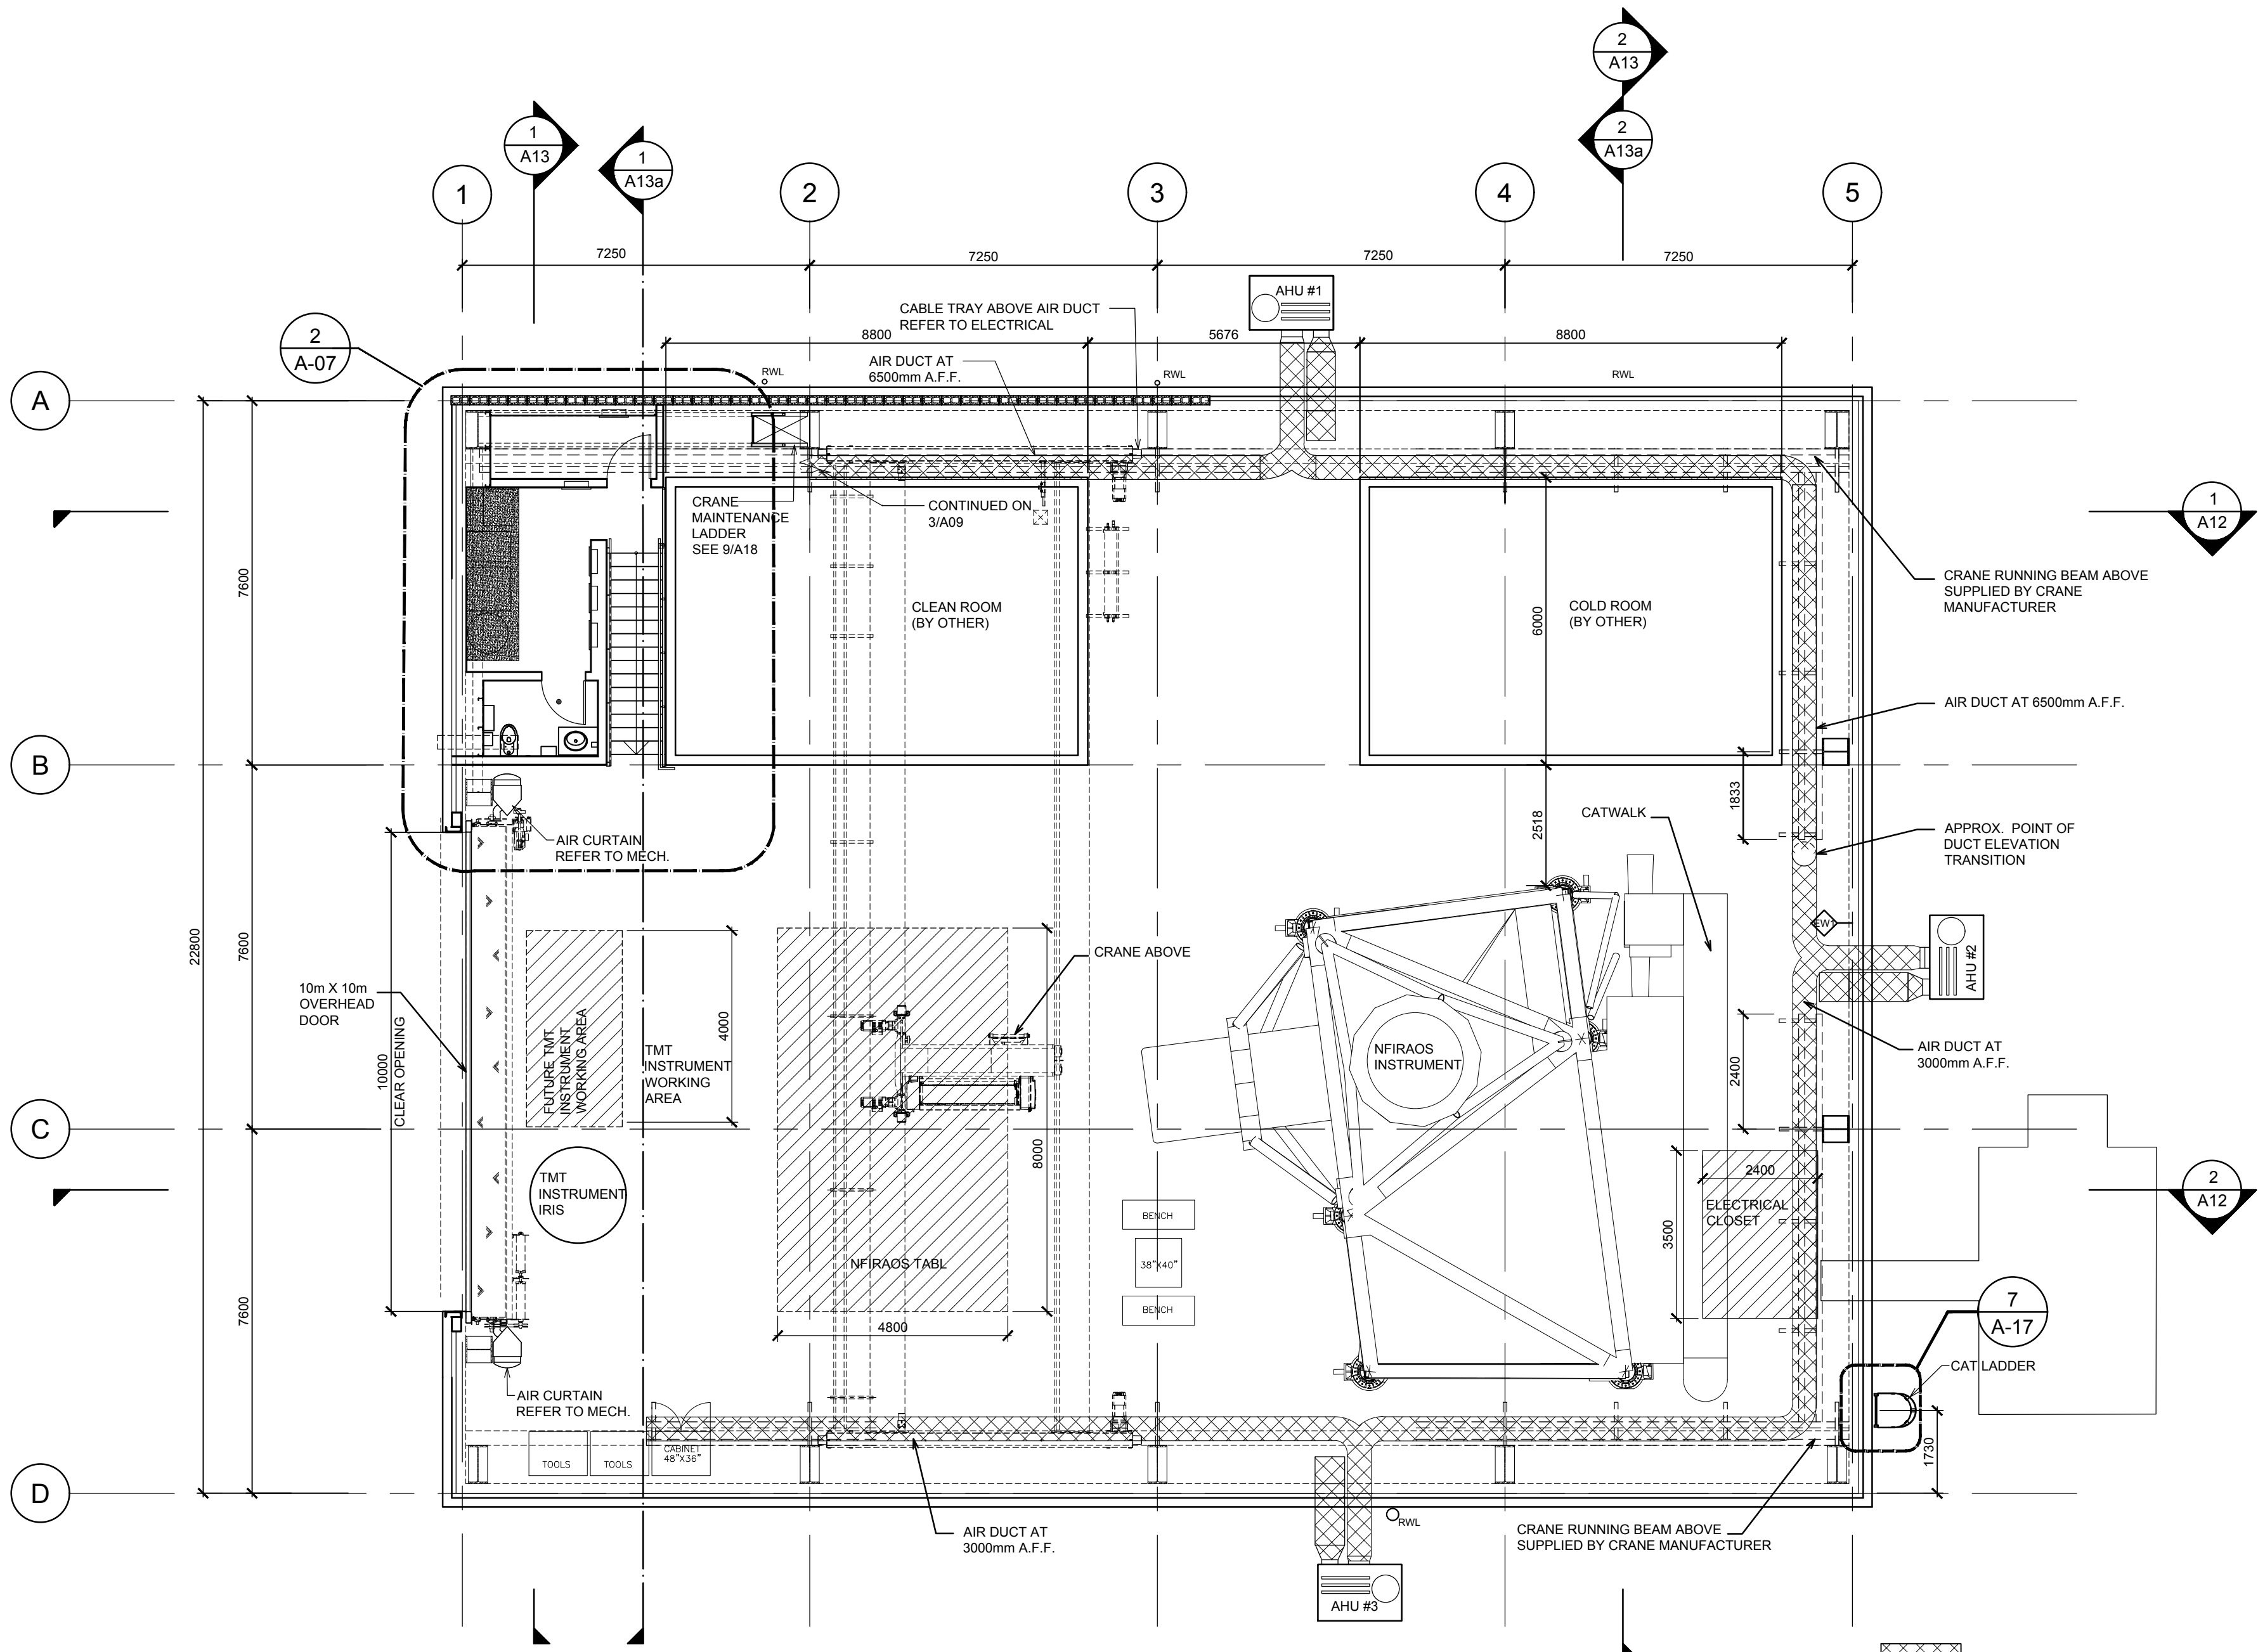 2
A13
1
A13
1
A13a
2
A13a
1
2
3
4
5
7250
7250
7250
7250
AHU #1
CABLE TRAY ABOVE AIR DUCT
REFER TO ELECTRICAL
8800
5676
8800
2
A-07
AIR DUCT AT
6500mm A.F.F.
RWL
RWL
RWL
A
CRANE
MAINTENANCE
LADDER
SEE 9/A18
CONTINUED ON
3/A09
1
A12
7600
CLEAN ROOM
(BY OTHER)
COLD ROOM
(BY OTHER)
6000
CRANE RUNNING BEAM ABOVE
SUPPLIED BY CRANE
MANUFACTURER
AIR DUCT AT 6500mm A.F.F.
B
1833
2518
CATWALK
APPROX. POINT OF
DUCT ELEVATION
TRANSITION
AIR CURTAIN
REFER TO MECH.
22800
7600
EW1
AHU #2
10m X 10m
OVERHEAD
DOOR
10000
CLEAR OPENING
FUTURE TMT
INSTRUMENT
WORKING AREA
4000
TMT
INSTRUMENT
WORKING
AREA
CRANE ABOVE
NFIRAOS
INSTRUMENT
2400
AIR DUCT AT
3000mm A.F.F.
C
8000
TMT
INSTRUMENT
IRIS
2400
ELECTRICAL
CLOSET
3500
2
A12
BENCH
38"X40"
BENCH
NFIRAOS TABL
4800
7600
7
A-17
CAT LADDER
AIR CURTAIN
REFER TO MECH.
1730
TOOLS
TOOLS
CABINET
48"X36"
D
RWL
AIR DUCT AT
3000mm A.F.F.
CRANE RUNNING BEAM ABOVE
SUPPLIED BY CRANE MANUFACTURER
AHU #3